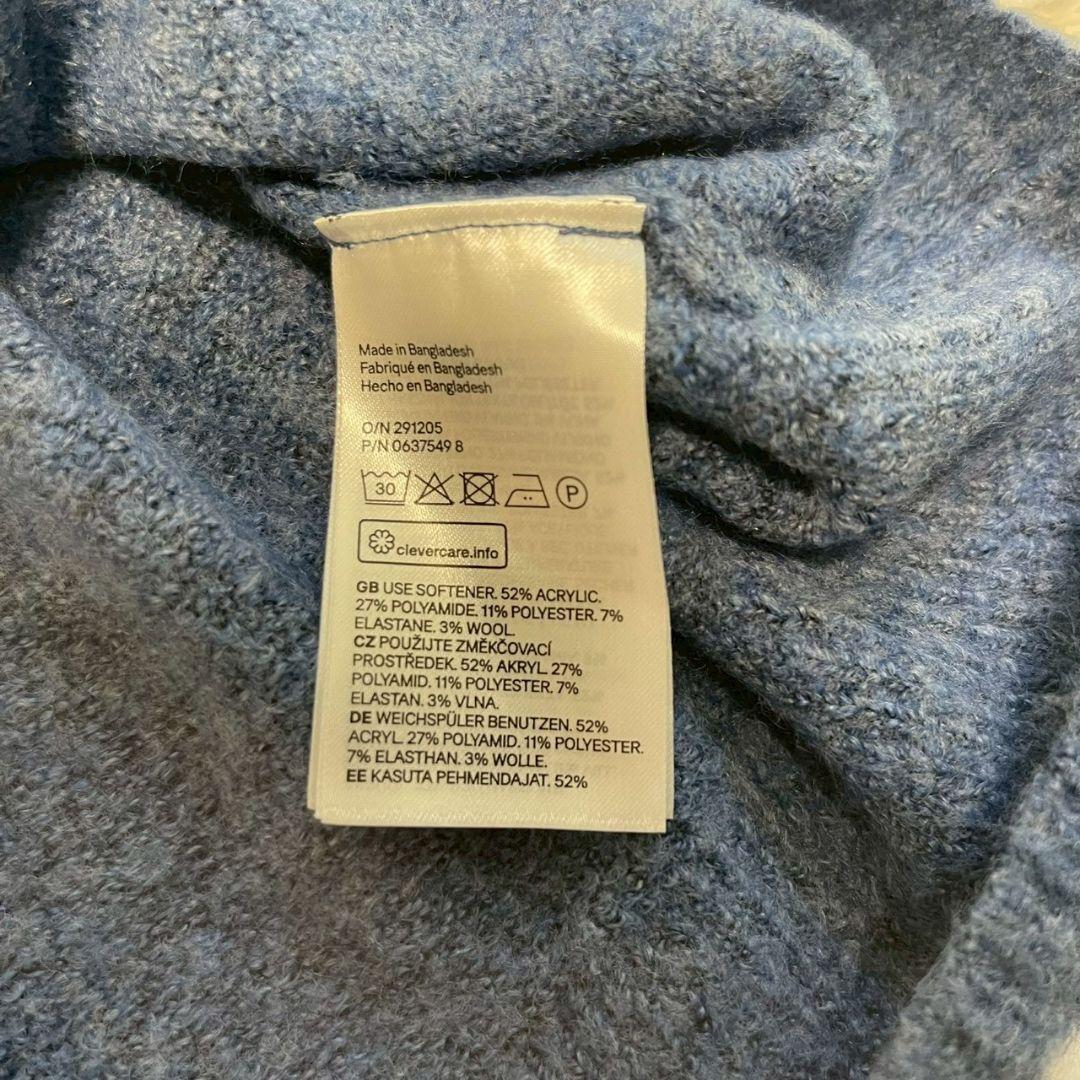 Made in Bangladesh
Fabriqué en Bangladesh
Hecho en Bangladesh
O/N 291205
P/N 0637549 8
30 P
clevercare.info
GB USE SOFTENER. 52% ACRYLIC.
27% POLYAMIDE. 11% POLYESTER. 7%
ELASTANE. 3% WOOL.
CZ POUŽIJTE ZMĚKČOVACÍ
PROSTŘEDEK. 52% AKRYL. 27%
POLYAMID. 11% POLYESTER. 7%
ELASTAN. 3% VLNA.
DE WEICHSPÜLER BENUTZEN. 52%
ACRYL. 27% POLYAMID. 11% POLYESTER.
7% ELASTHAN. 3% WOLLE.
EE KASUTA PEHMENDAJAT. 52%